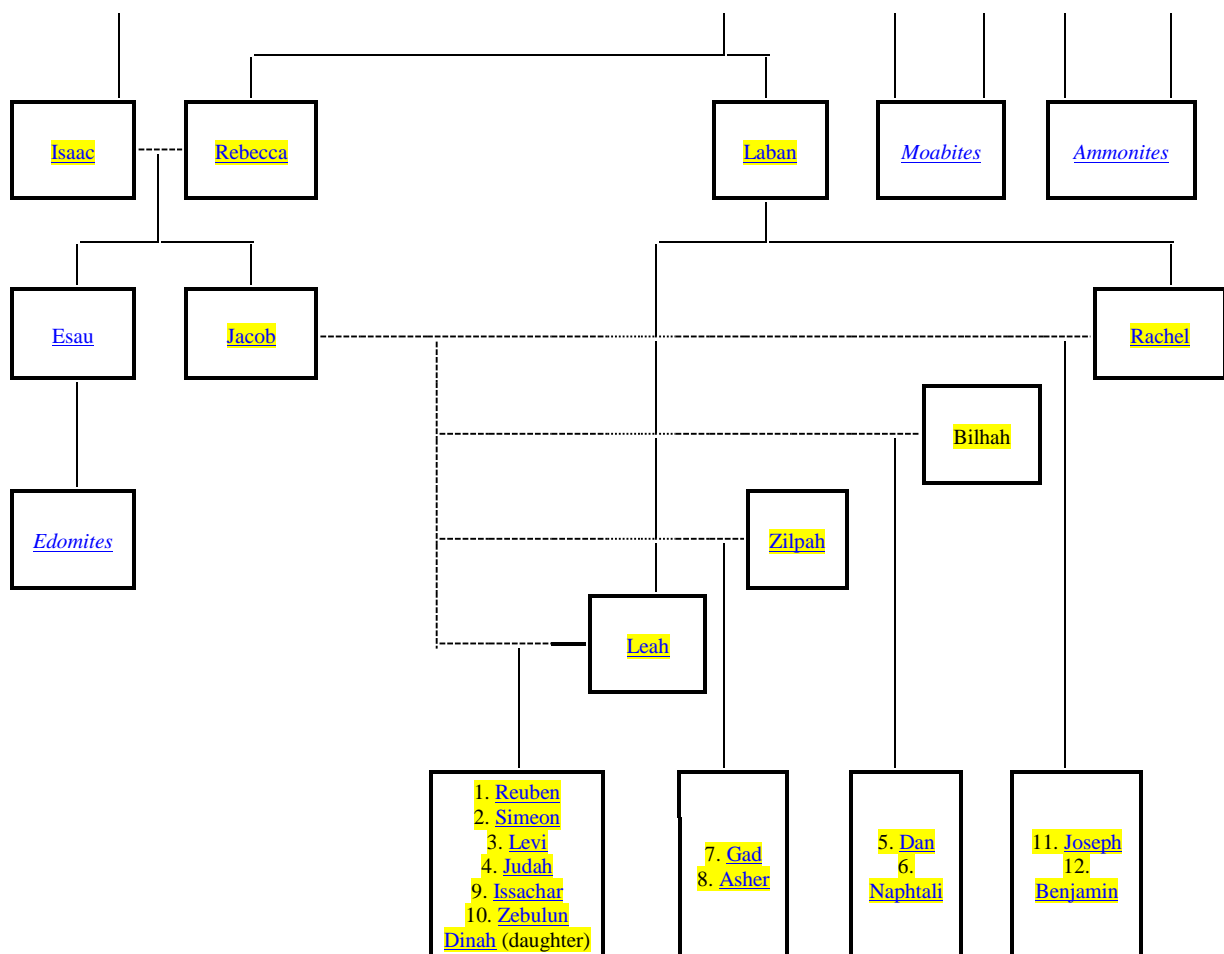 Isaac
Rebecca
Laban
Moabites
Ammonites
Esau
Jacob
Rachel
Bilhah
Edomites
Zilpah
Leah
1. Reuben
2. Simeon
3. Levi
4. Judah
9. Issachar
10. Zebulun
Dinah (daughter)
7. Gad
8. Asher
5. Dan
6.
Naphtali
11. Joseph
12.
Benjamin